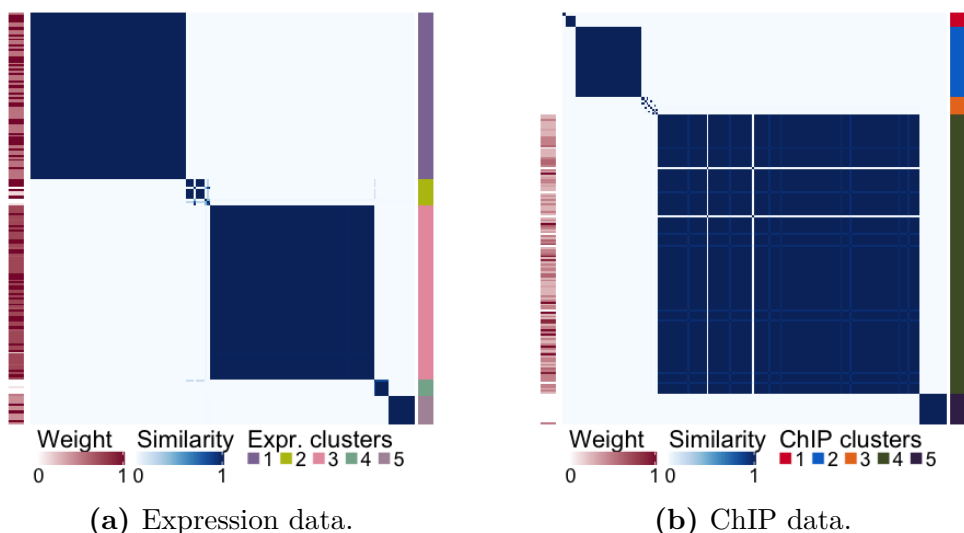 Weight Similarity Expr. clusters
0 1 0 1 1 2 3 4 5
Weight Similarity ChIP clusters
0 1 0 1 1 2 3 4 5
(a) Expression data.
(b) ChIP data.